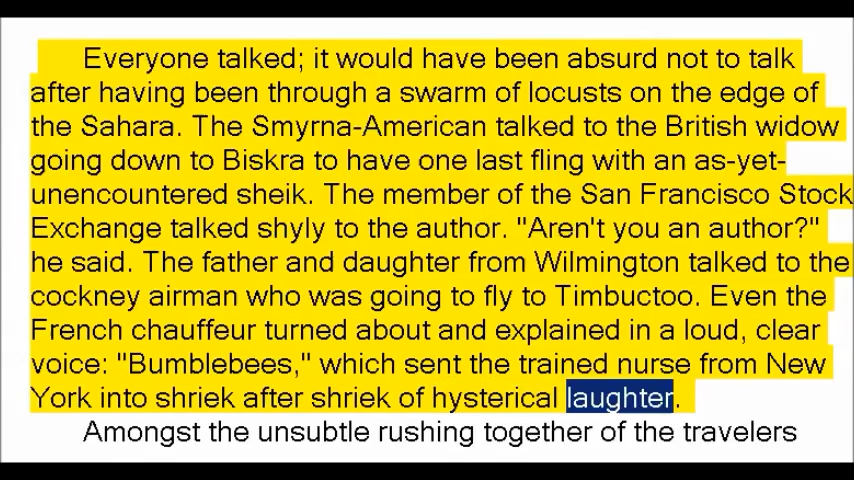 Everyone talked; it would have been absurd not to talk
after having been through a swarm of locusts on the edge of
the Sahara. The Smyrna-American talked to the British widow
going down to Biskra to have one last fling with an as-yet-
unencountered sheik. The member of the San Francisco Stock
Exchange talked shyly to the author. "Aren't you an author?"
he said. The father and daughter from Wilmington talked to the
cockney airman who was going to fly to Timbuctoo. Even the
French chauffeur turned about and explained in a loud, clear
voice: "Bumblebees," which sent the trained nurse from New
York into shriek after shriek of hysterical laughter.
Amongst the unsubtle rushing together of the travelers